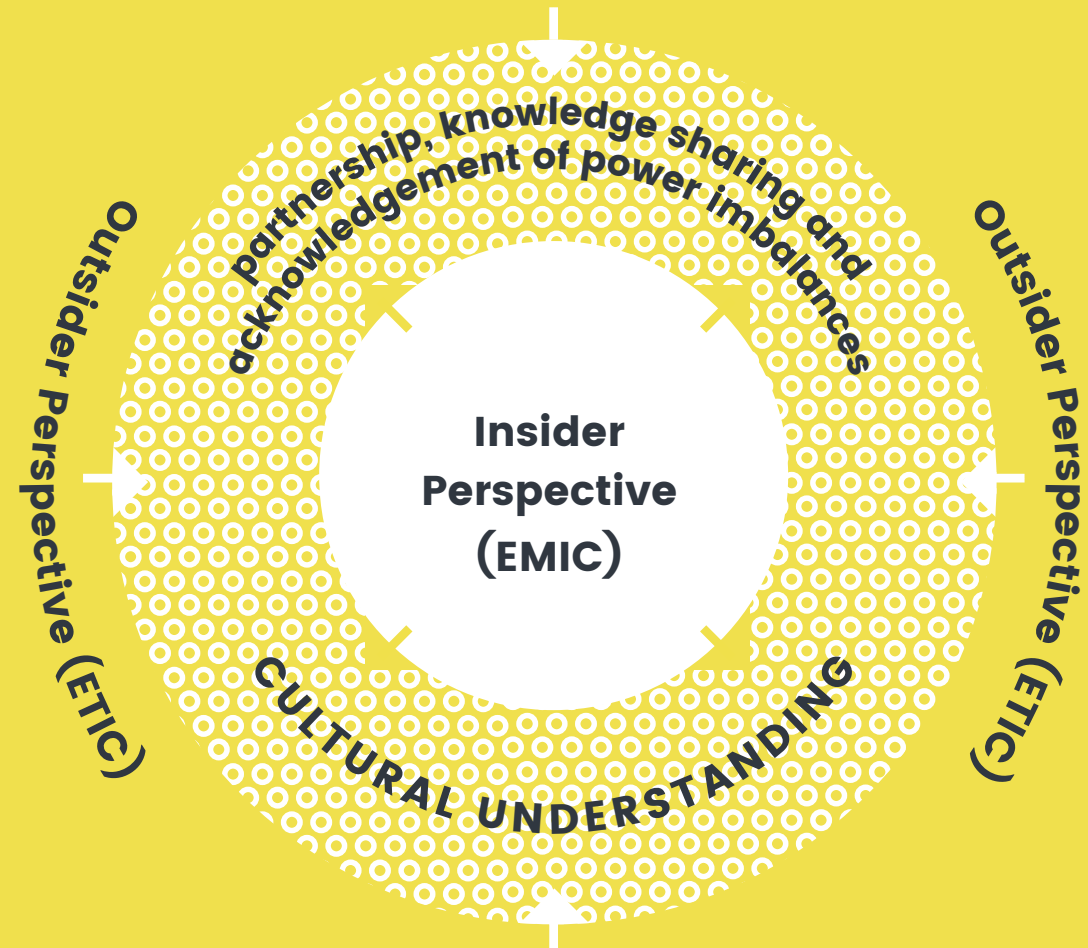 partnership, knowledge sharing and
acknowledgement of power imbalances
Outsider Perspective (ETIC)
Insider
Perspective
(EMIC)
Outsider Perspective (ETIC)
CULTURAL UNDERSTANDING